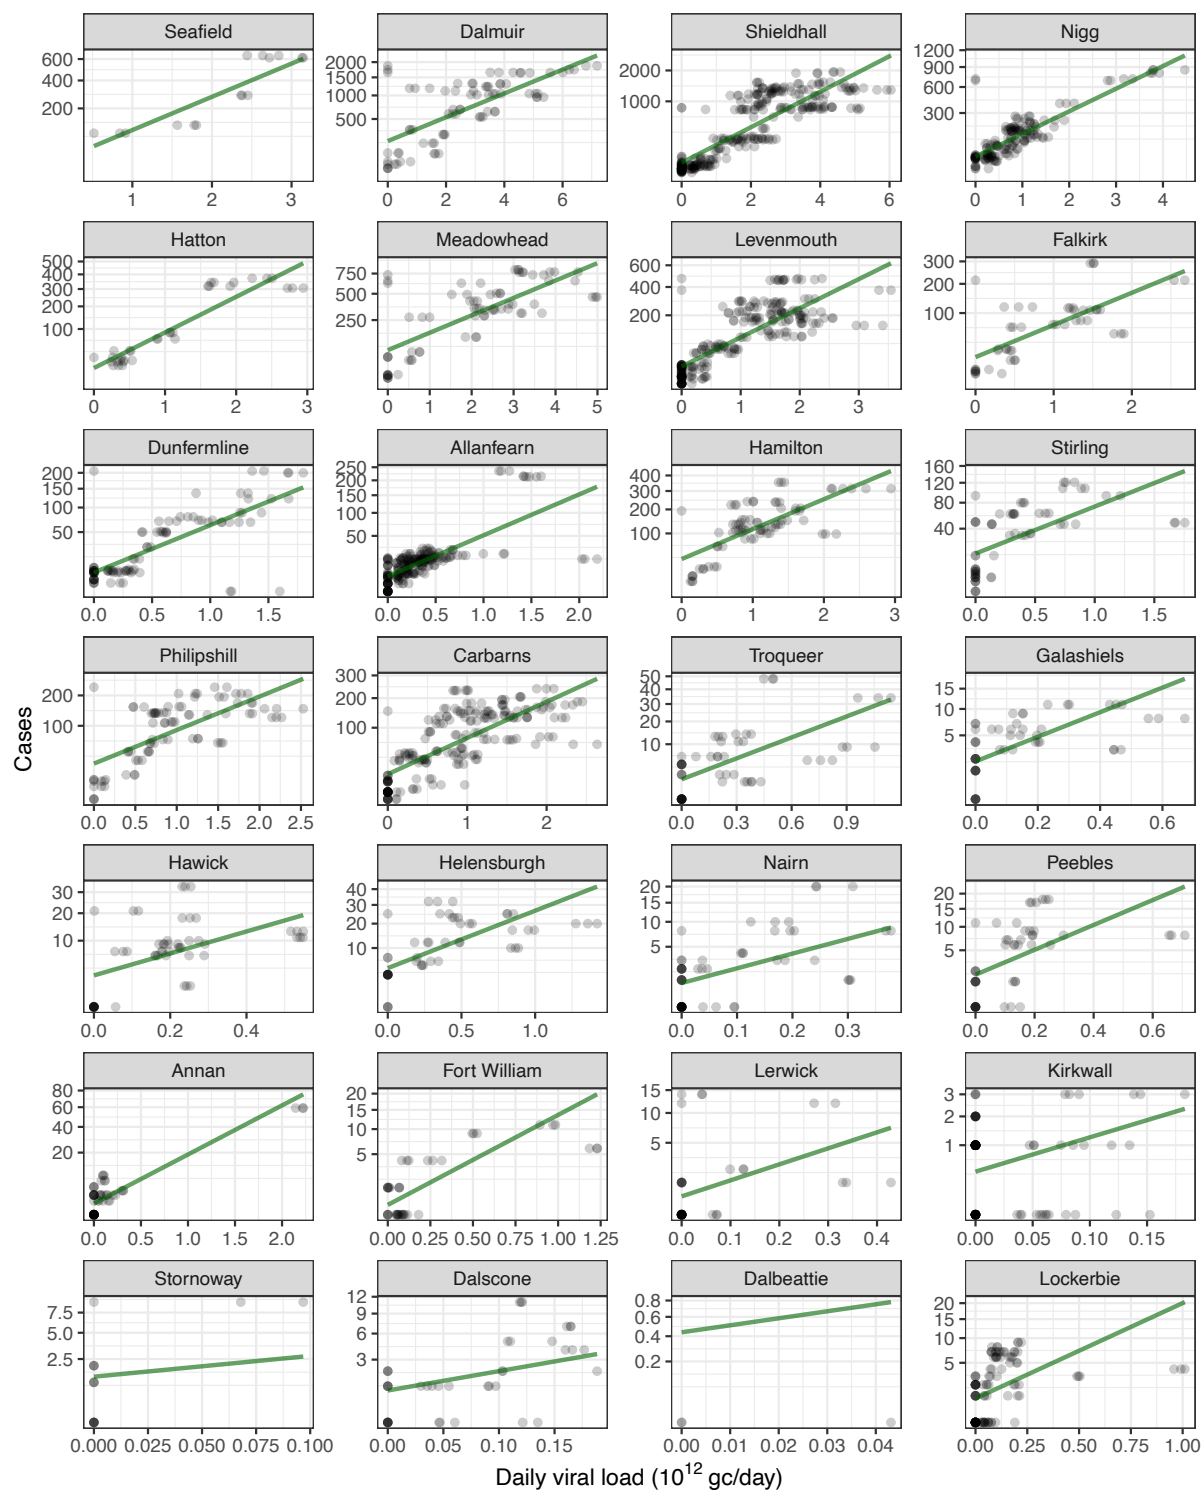 Seafield Dalmuir Shieldhall Nigg
600 400 200
2000 1500 1000 500
2000 1000
1200 900 600 300
1 2 3
0 2 4 6
0 2 4 6
0 1 2 3 4
Hatton Meadowhead Levenmouth Falkirk
500 400 300 200 100
750 500 250
600 400 200
300 200 100
0 1 2 3
0 1 2 3 4 5
0 1 2 3
0 1 2
Dunfermline Allanfearn Hamilton Stirling
200 150 100 50
250 200 150 100 50
400 300 200 100
160 120 80 40
0.0 0.5 1.0 1.5
0.0 0.5 1.0 1.5 2.0
0 1 2 3
0.0 0.5 1.0 1.5
Philipshill Carbarns Troqueer Galashiels
200 100
300 200 100
50 40 30 20 10
15 10 5
0.0 0.5 1.0 1.5 2.0 2.5
0 1 2
0.0 0.3 0.6 0.9
0.0 0.2 0.4 0.6
Cases
Hawick Helensburgh Nairn Peebles
30 20 10
40 30 20 10
20 15 10 5
20 15 10 5
0.0 0.2 0.4
0.0 0.5 1.0
0.0 0.1 0.2 0.3
0.0 0.2 0.4 0.6
Annan Fort William Lerwick Kirkwall
80 60 40 20
20 15 10 5
15 10 5
3 2 1
0.0 0.5 1.0 1.5 2.0
0.00 0.25 0.50 0.75 1.00 1.25
0.0 0.1 0.2 0.3 0.4
0.00 0.05 0.10 0.15
Stornoway Dalscone Dalbeattie Lockerbie
7.5 5.0 2.5
12 9 6 3
0.8 0.6 0.4 0.2
20 15 10 5
0.000 0.025 0.050 0.075 0.100
0.00 0.05 0.10 0.15
0.00 0.01 0.02 0.03 0.04
0.00 0.25 0.50 0.75 1.00
Daily viral load (10¹² gc/day)